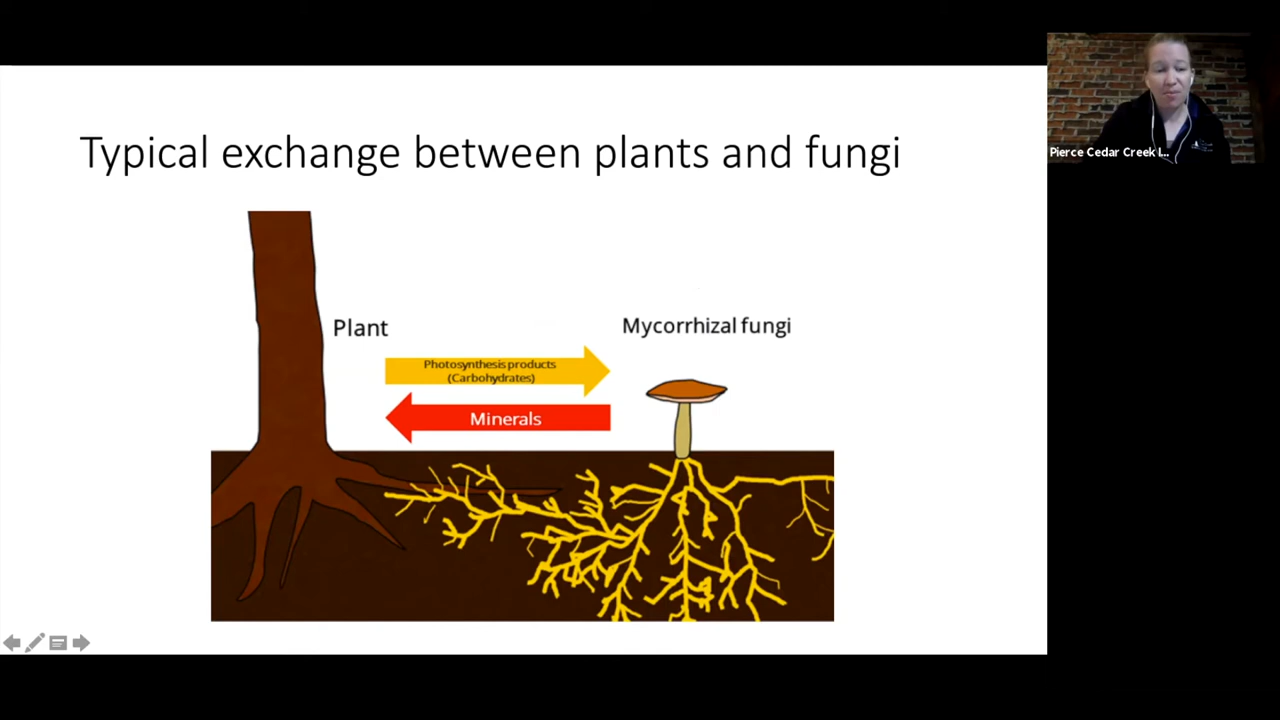 Typical exchange between plants and fungi
Pierce Cedar Creek I...
Plant
Mycorrhizal fungi
Photosynthesis products
(Carbohydrates)
Minerals